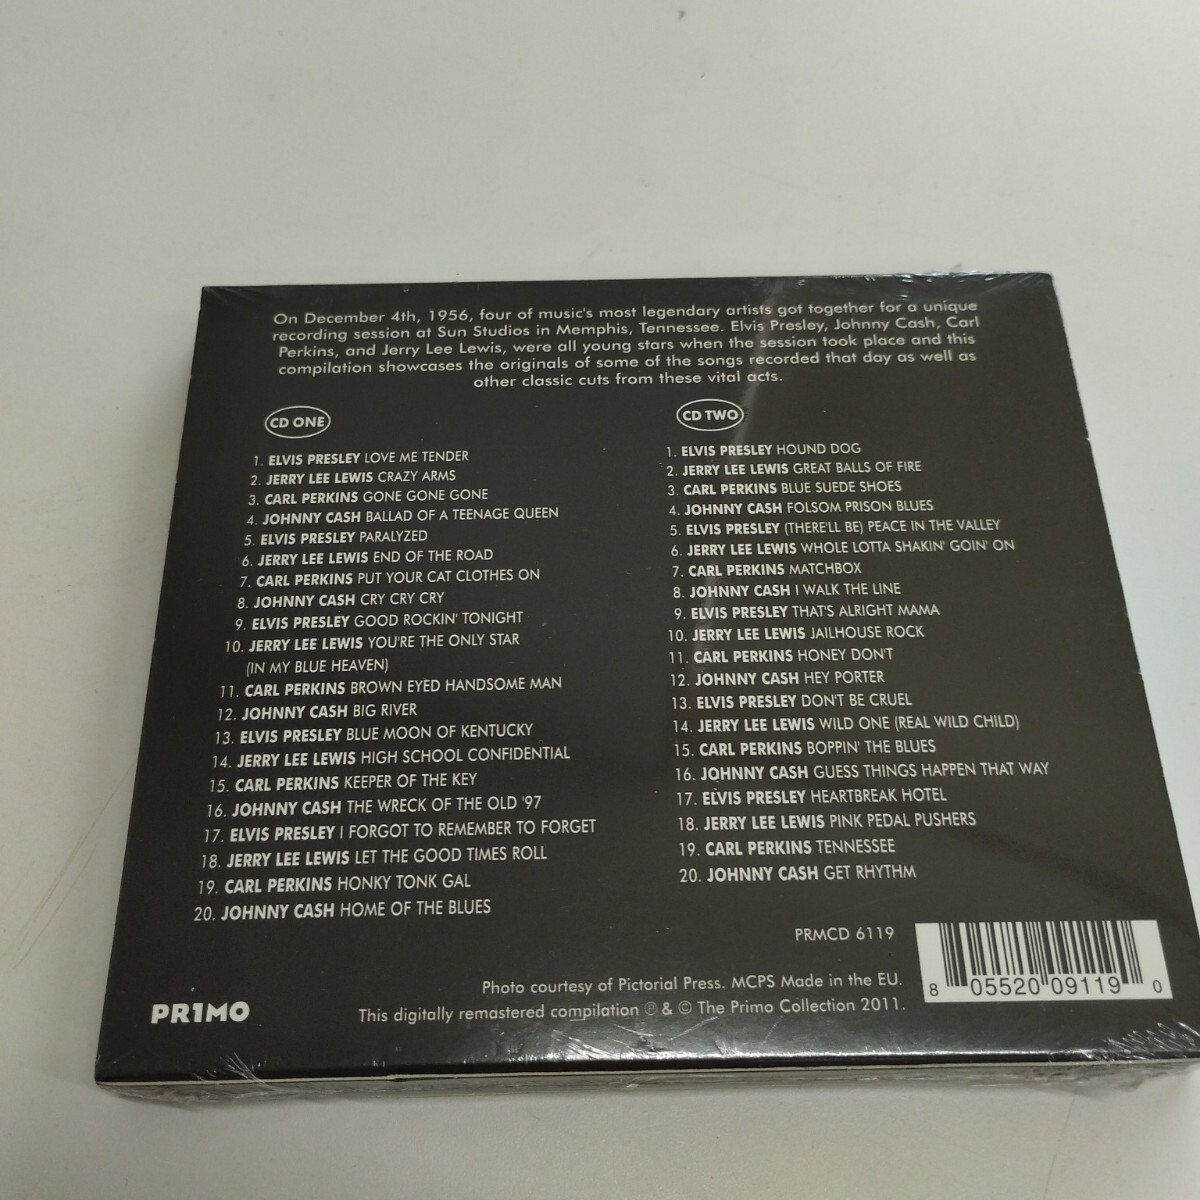 On December 4th, 1956, four of music's most legendary artists got together for a unique
recording session at Sun Studios in Memphis, Tennessee. Elvis Presley, Johnny Cash, Carl
Perkins, and Jerry Lee Lewis, were all young stars when the session took place and this
compilation showcases the originals of some of the songs recorded that day as well as
other classic cuts from these vital acts.
CD ONE
1. ELVIS PRESLEY LOVE ME TENDER
2. JERRY LEE LEWIS CRAZY ARMS
3. CARL PERKINS GONE GONE GONE
4. JOHNNY CASH BALLAD OF A TEENAGE QUEEN
5. ELVIS PRESLEY PARALYZED
6. JERRY LEE LEWIS END OF THE ROAD
7. CARL PERKINS PUT YOUR CAT CLOTHES ON
8. JOHNNY CASH CRY CRY CRY
9. ELVIS PRESLEY GOOD ROCKIN' TONIGHT
10. JERRY LEE LEWIS YOU'RE THE ONLY STAR
(IN MY BLUE HEAVEN)
11. CARL PERKINS BROWN EYED HANDSOME MAN
12. JOHNNY CASH BIG RIVER
13. ELVIS PRESLEY BLUE MOON OF KENTUCKY
14. JERRY LEE LEWIS HIGH SCHOOL CONFIDENTIAL
15. CARL PERKINS KEEPER OF THE KEY
16. JOHNNY CASH THE WRECK OF THE OLD '97
17. ELVIS PRESLEY I FORGOT TO REMEMBER TO FORGET
18. JERRY LEE LEWIS LET THE GOOD TIMES ROLL
19. CARL PERKINS HONKY TONK GAL
20. JOHNNY CASH HOME OF THE BLUES
CD TWO
1. ELVIS PRESLEY HOUND DOG
2. JERRY LEE LEWIS GREAT BALLS OF FIRE
3. CARL PERKINS BLUE SUEDE SHOES
4. JOHNNY CASH FOLSOM PRISON BLUES
5. ELVIS PRESLEY (THERE'LL BE) PEACE IN THE VALLEY
6. JERRY LEE LEWIS WHOLE LOTTA SHAKIN' GOIN' ON
7. CARL PERKINS MATCHBOX
8. JOHNNY CASH I WALK THE LINE
9. ELVIS PRESLEY THAT'S ALRIGHT MAMA
10. JERRY LEE LEWIS JAILHOUSE ROCK
11. CARL PERKINS HONEY DON'T
12. JOHNNY CASH HEY PORTER
13. ELVIS PRESLEY DON'T BE CRUEL
14. JERRY LEE LEWIS WILD ONE (REAL WILD CHILD)
15. CARL PERKINS BOPPIN' THE BLUES
16. JOHNNY CASH GUESS THINGS HAPPEN THAT WAY
17. ELVIS PRESLEY HEARTBREAK HOTEL
18. JERRY LEE LEWIS PINK PEDAL PUSHERS
19. CARL PERKINS TENNESSEE
20. JOHNNY CASH GET RHYTHM
PRMCD 6119
8 05520 09119 0
Photo courtesy of Pictorial Press. MCPS Made in the EU.
This digitally remastered compilation ℗ & © The Primo Collection 2011.
PR1MO